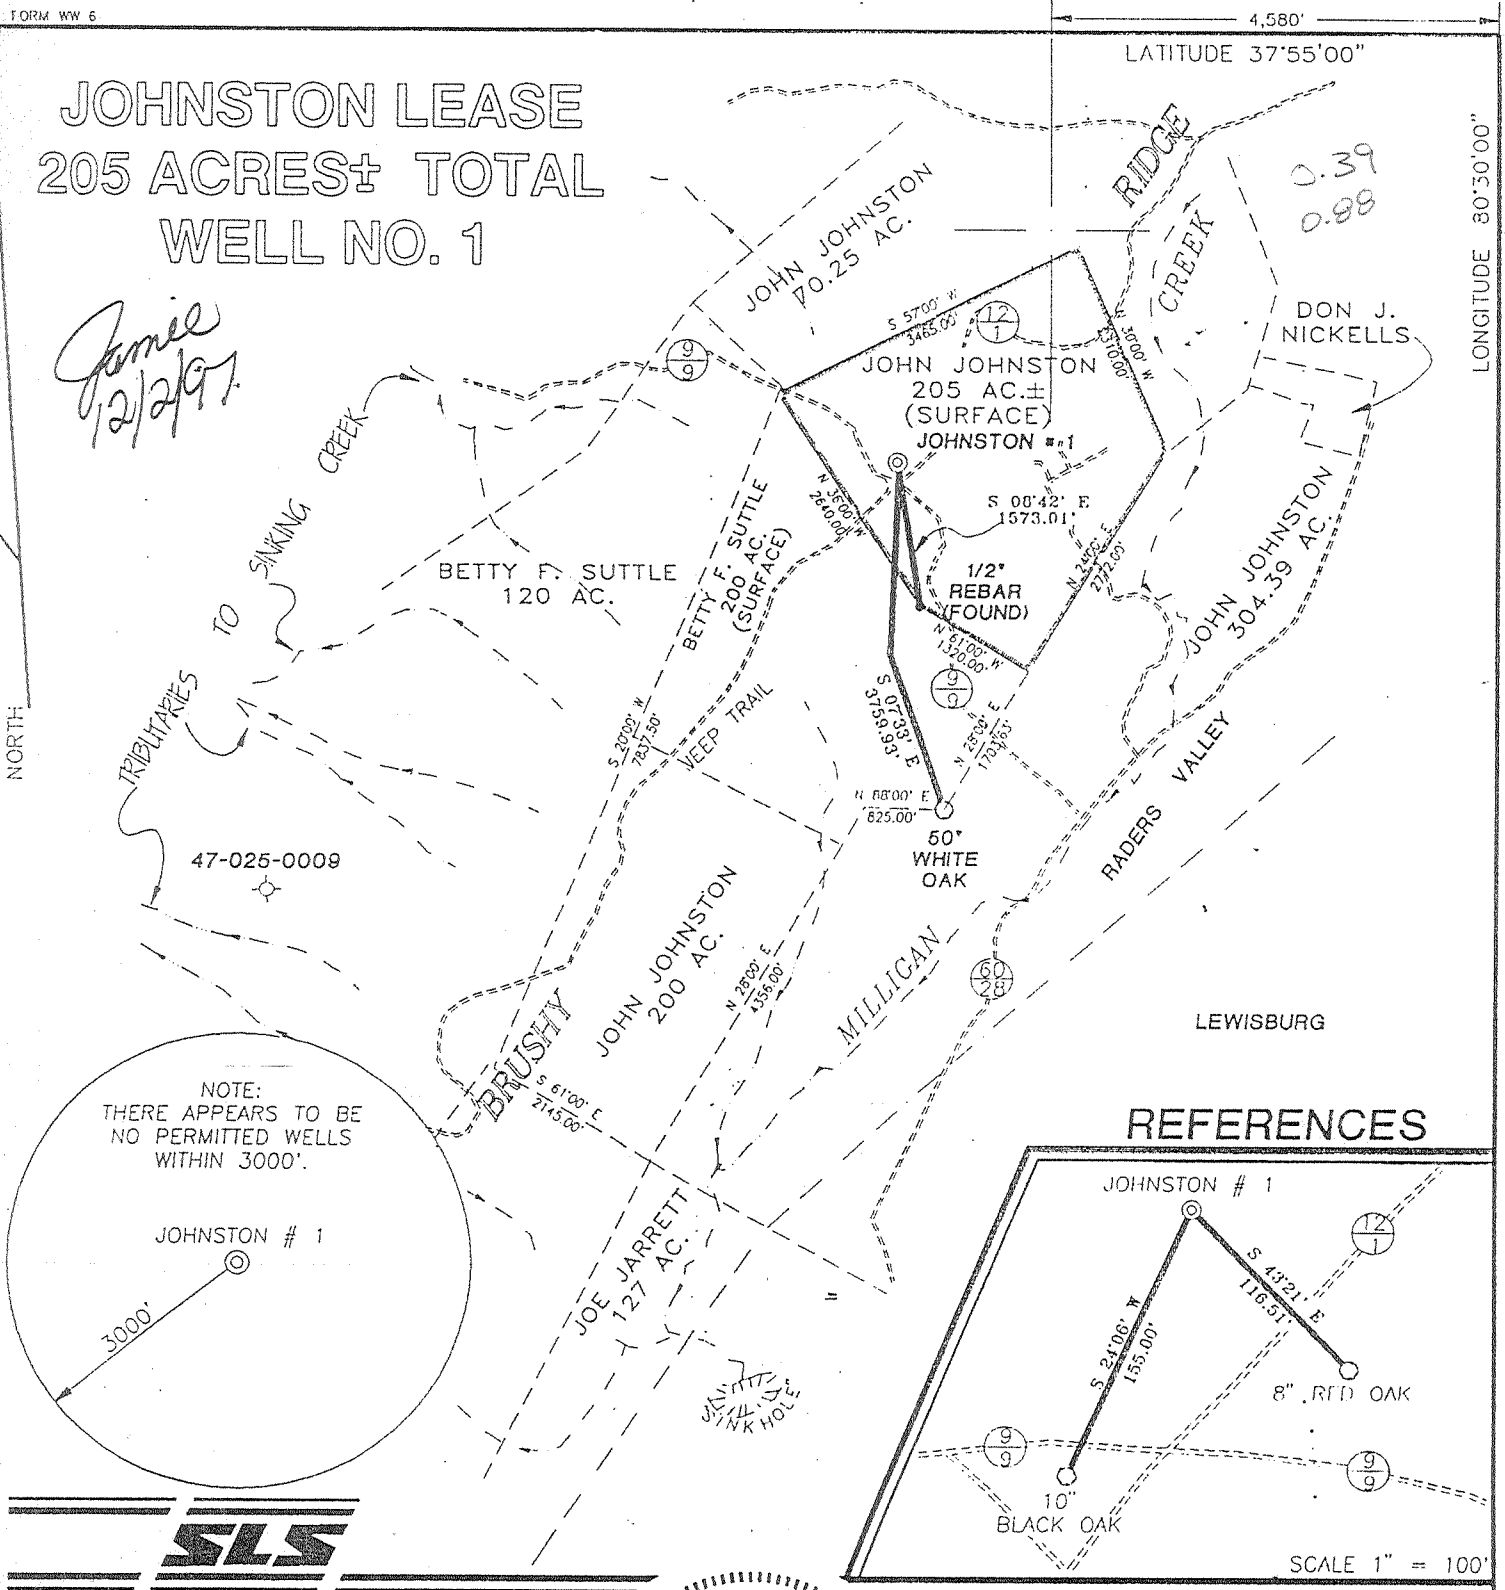 FORM WW 6
4,580'
LATITUDE 37°55'00"
LONGITUDE 80°30'00"
JOHNSTON LEASE
205 ACRES± TOTAL
WELL NO. 1
Jamie
12/2/97
0.39
0.88
RIDGE
CREEK
JOHN JOHNSTON
70.25 AC.
S 57°00' W
3465.00'
12
1
N 30°00' W
DON J.
NICKELLS
9
9
JOHN JOHNSTON
205 AC.±
(SURFACE)
JOHNSTON # 1
N 36°00' W
2640.00'
S 08°42' E
1573.01'
1/2"
REBAR
(FOUND)
N 24°00' E
2772.00'
JOHN JOHNSTON
304.39 AC.
N 61°00' W
1320.00'
9
9
TRIBUTARIES TO SINKING CREEK
BETTY F. SUTTLE
120 AC.
BETTY F. SUTTLE
200 AC.
(SURFACE)
S 20°00' W
7837.50'
JEEP TRAIL
S 07°33' E
3759.93'
N 28°00' E
N 88°00' E
825.00'
50"
WHITE
OAK
RADERS VALLEY
NORTH
47-025-0009
JOHN JOHNSTON
200 AC.
N 28°00' E
4356.00'
MILLICAN
60
28
LEWISBURG
BRUSHY
S 61°00' E
2145.00'
JOE JARRETT
127 AC.
SINK HOLE
NOTE:
THERE APPEARS TO BE
NO PERMITTED WELLS
WITHIN 3000'.
JOHNSTON # 1
3000'
REFERENCES
JOHNSTON # 1
12
1
S 43°21' E
116.51'
S 24°06' W
155.00'
8" RED OAK
9
9
9
9
10"
BLACK OAK
SCALE 1" = 100'
SLS